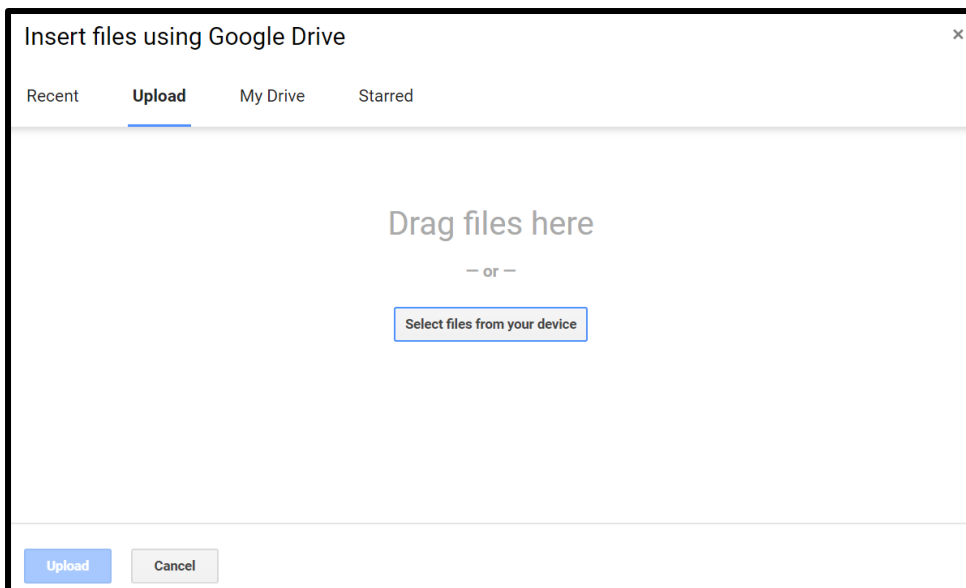 Insert files using Google Drive
×
Recent Upload My Drive Starred
Drag files here
— or —
Select files from your device
Upload Cancel